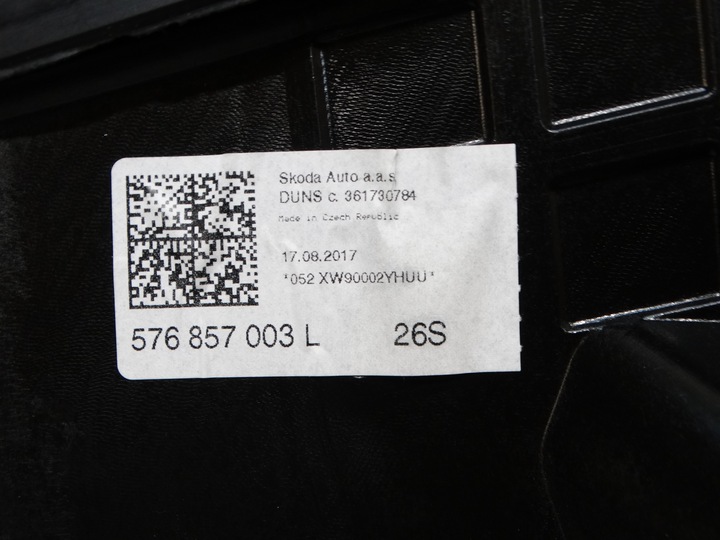 Skoda Auto a.a.s
DUNS c. 361730784
Made in Czech Republic
17.08.2017
*052 XW90002YHUU*
576 857 003 L 26S